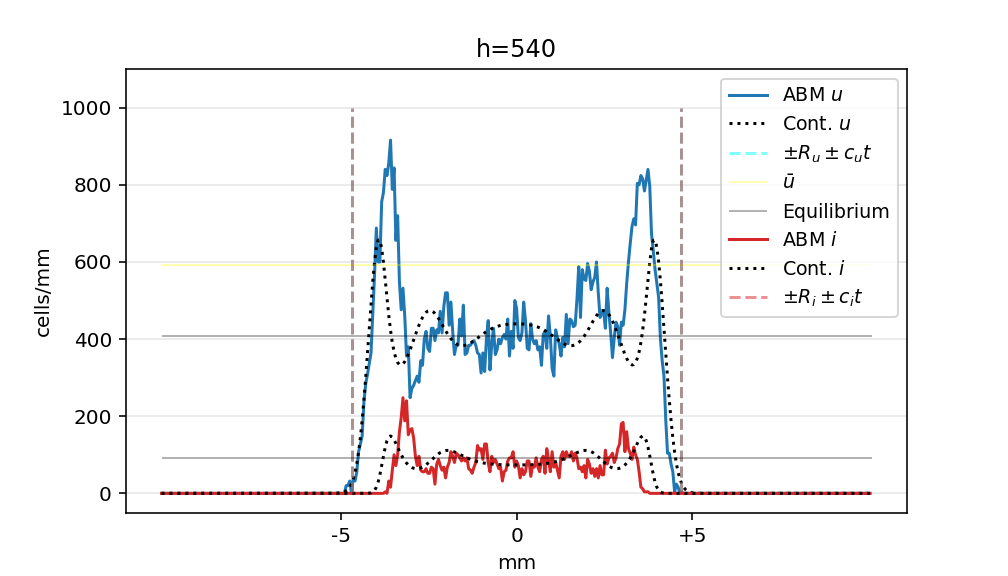 h=540
1000
800
600
400
200
0
cells/mm
-5
0
+5
mm
ABM u
Cont. u
±R_u ± c_u t
ū
Equilibrium
ABM i
Cont. i
±R_i ± c_i t